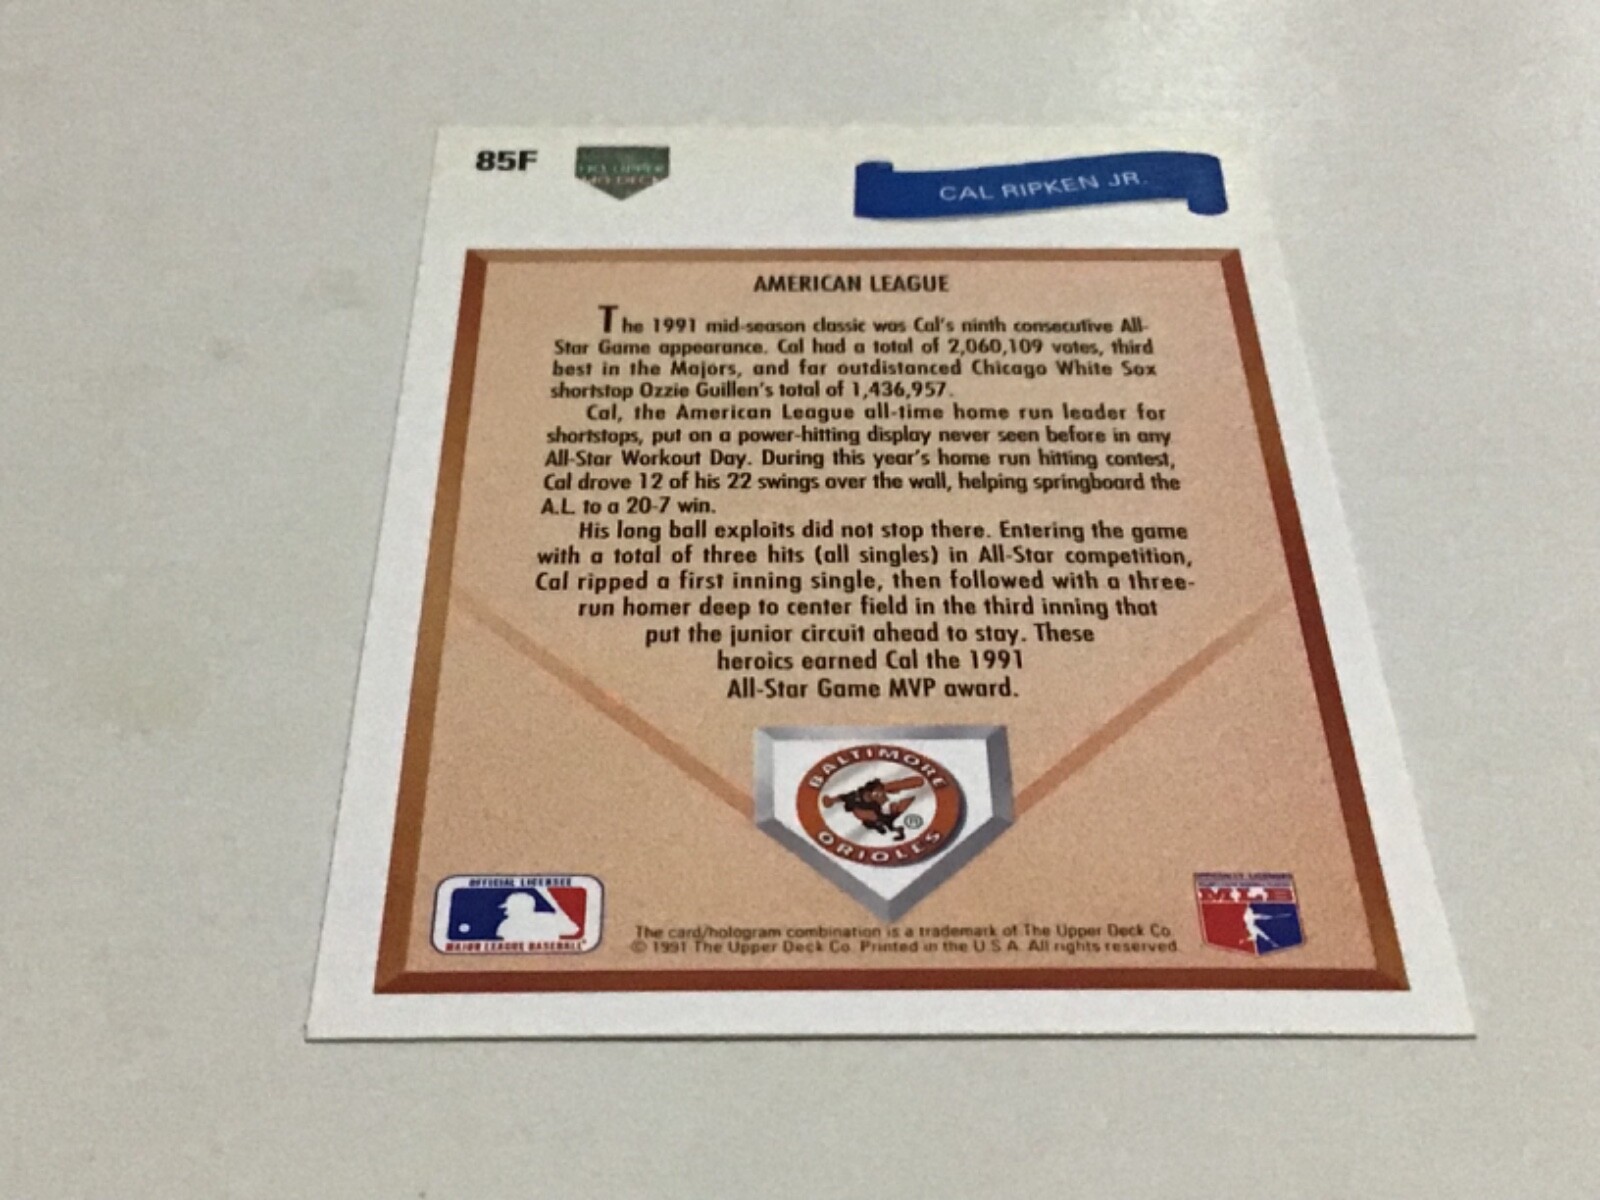 85F
CAL RIPKEN JR.
AMERICAN LEAGUE
The 1991 mid-season classic was Cal's ninth consecutive All-
Star Game appearance. Cal had a total of 2,060,109 votes, third
best in the Majors, and far outdistanced Chicago White Sox
shortstop Ozzie Guillen's total of 1,436,957.
Cal, the American League all-time home run leader for
shortstops, put on a power-hitting display never seen before in any
All-Star Workout Day. During this year's home run hitting contest,
Cal drove 12 of his 22 swings over the wall, helping springboard the
A.L. to a 20-7 win.
His long ball exploits did not stop there. Entering the game
with a total of three hits (all singles) in All-Star competition,
Cal ripped a first inning single, then followed with a three-
run homer deep to center field in the third inning that
put the junior circuit ahead to stay. These
heroics earned Cal the 1991
All-Star Game MVP award.
BALTIMORE
ORIOLES
®
OFFICIAL LICENSEE
MAJOR LEAGUE BASEBALL
MLB
The card/hologram combination is a trademark of The Upper Deck Co.
© 1991 The Upper Deck Co. Printed in the U.S.A. All rights reserved.